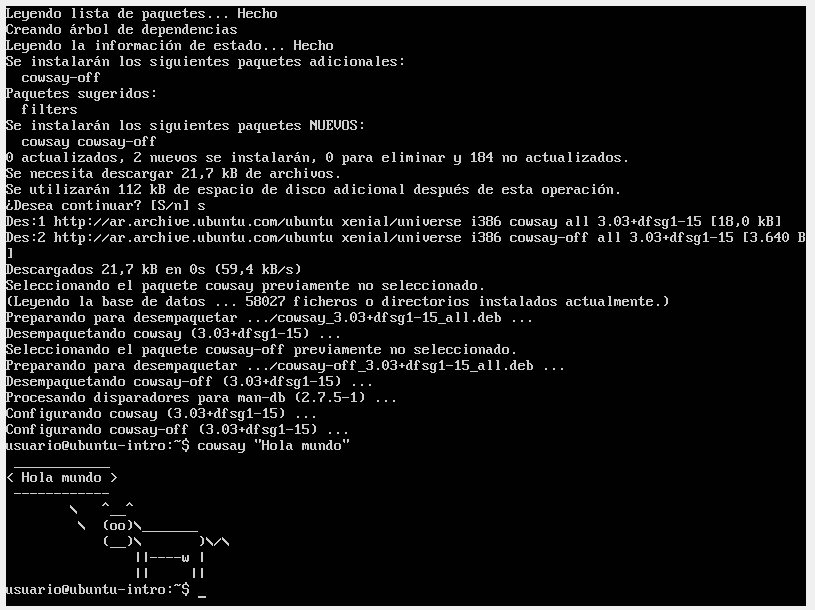 Leyendo lista de paquetes... Hecho
Creando árbol de dependencias
Leyendo la información de estado... Hecho
Se instalarán los siguientes paquetes adicionales:
  cowsay-off
Paquetes sugeridos:
  filters
Se instalarán los siguientes paquetes NUEVOS:
  cowsay cowsay-off
0 actualizados, 2 nuevos se instalarán, 0 para eliminar y 184 no actualizados.
Se necesita descargar 21,7 kB de archivos.
Se utilizarán 112 kB de espacio de disco adicional después de esta operación.
¿Desea continuar? [S/n] s
Des:1 http://ar.archive.ubuntu.com/ubuntu xenial/universe i386 cowsay all 3.03+dfsg1-15 [18,0 kB]
Des:2 http://ar.archive.ubuntu.com/ubuntu xenial/universe i386 cowsay-off all 3.03+dfsg1-15 [3.640 B
]
Descargados 21,7 kB en 0s (59,4 kB/s)
Seleccionando el paquete cowsay previamente no seleccionado.
(Leyendo la base de datos ... 58027 ficheros o directorios instalados actualmente.)
Preparando para desempaquetar .../cowsay_3.03+dfsg1-15_all.deb ...
Desempaquetando cowsay (3.03+dfsg1-15) ...
Seleccionando el paquete cowsay-off previamente no seleccionado.
Preparando para desempaquetar .../cowsay-off_3.03+dfsg1-15_all.deb ...
Desempaquetando cowsay-off (3.03+dfsg1-15) ...
Procesando disparadores para man-db (2.7.5-1) ...
Configurando cowsay (3.03+dfsg1-15) ...
Configurando cowsay-off (3.03+dfsg1-15) ...
usuario@ubuntu-intro:~$ cowsay "Hola mundo"
 ____________
< Hola mundo >
 ------------
        \   ^__^
         \  (oo)\_______
            (__)\       )\/\
                ||----w |
                ||     ||
usuario@ubuntu-intro:~$ _